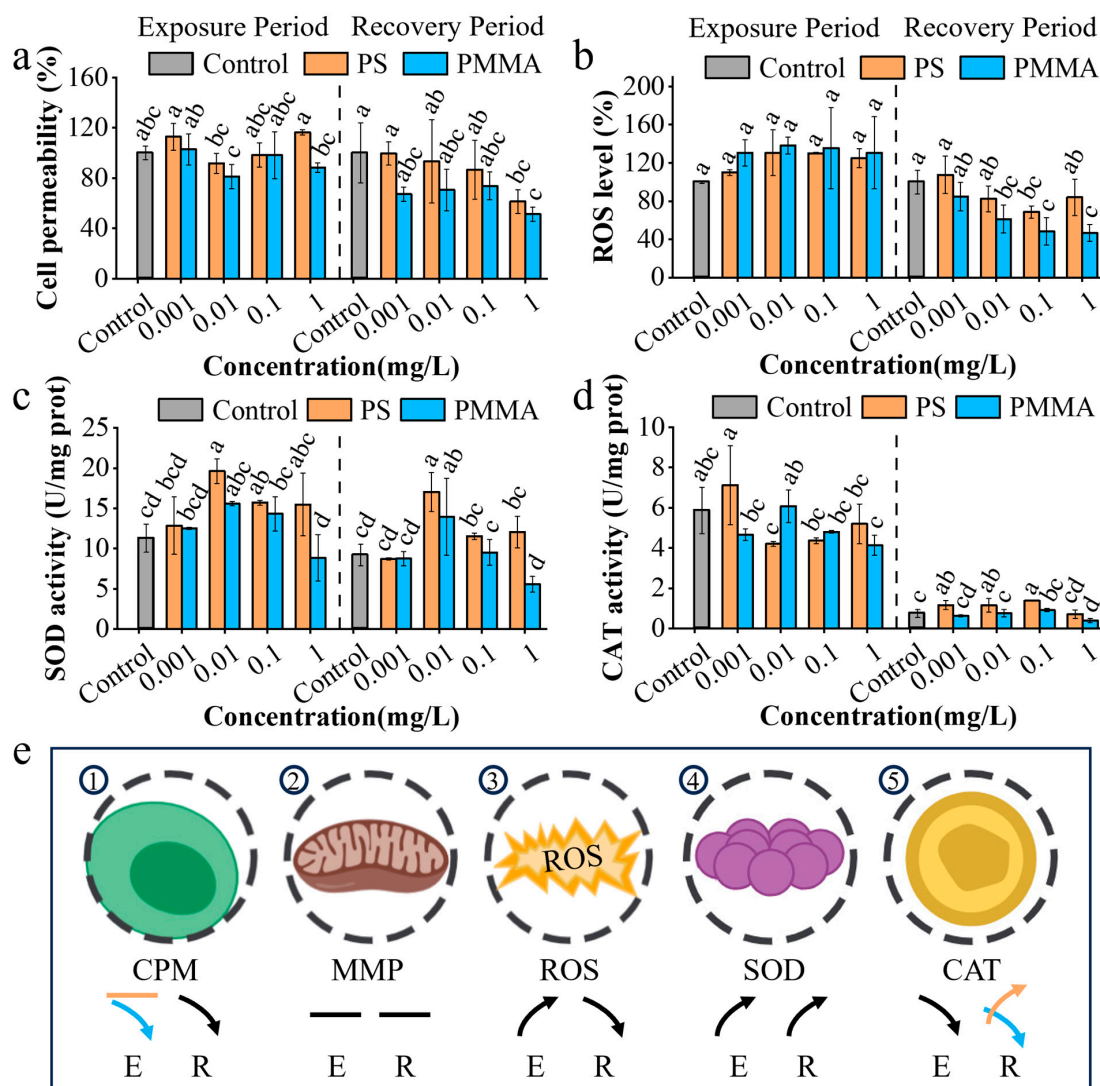 Exposure Period Recovery Period
a
Control PS PMMA
Cell permeability (%)
160
120
80
40
0
abc a ab bc c abc abc a c
a a abc ab abc ab abc bc c
Control 0.001 0.01 0.1 1 Control 0.001 0.01 0.1 1
Concentration(mg/L)
Exposure Period Recovery Period
b
Control PS PMMA
ROS level (%)
200
160
120
80
40
0
a a a a a a a a a
a a ab ab bc bc c ab c
Control 0.001 0.01 0.1 1 Control 0.001 0.01 0.1 1
Concentration(mg/L)
c
Control PS PMMA
SOD activity (U/mg prot)
25
20
15
10
5
0
cd bcd bcd a abc ab bc abc d
cd cd cd a ab bc c bc d
Control 0.001 0.01 0.1 1 Control 0.001 0.01 0.1 1
Concentration(mg/L)
d
Control PS PMMA
CAT activity (U/mg prot)
8
6
4
2
0
abc a bc c ab bc bc bc c
c ab cd ab c a bc cd d
Control 0.001 0.01 0.1 1 Control 0.001 0.01 0.1 1
Concentration(mg/L)
e
1 2 3 4 5
ROS
CPM MMP ROS SOD CAT
E R E R E R E R E R